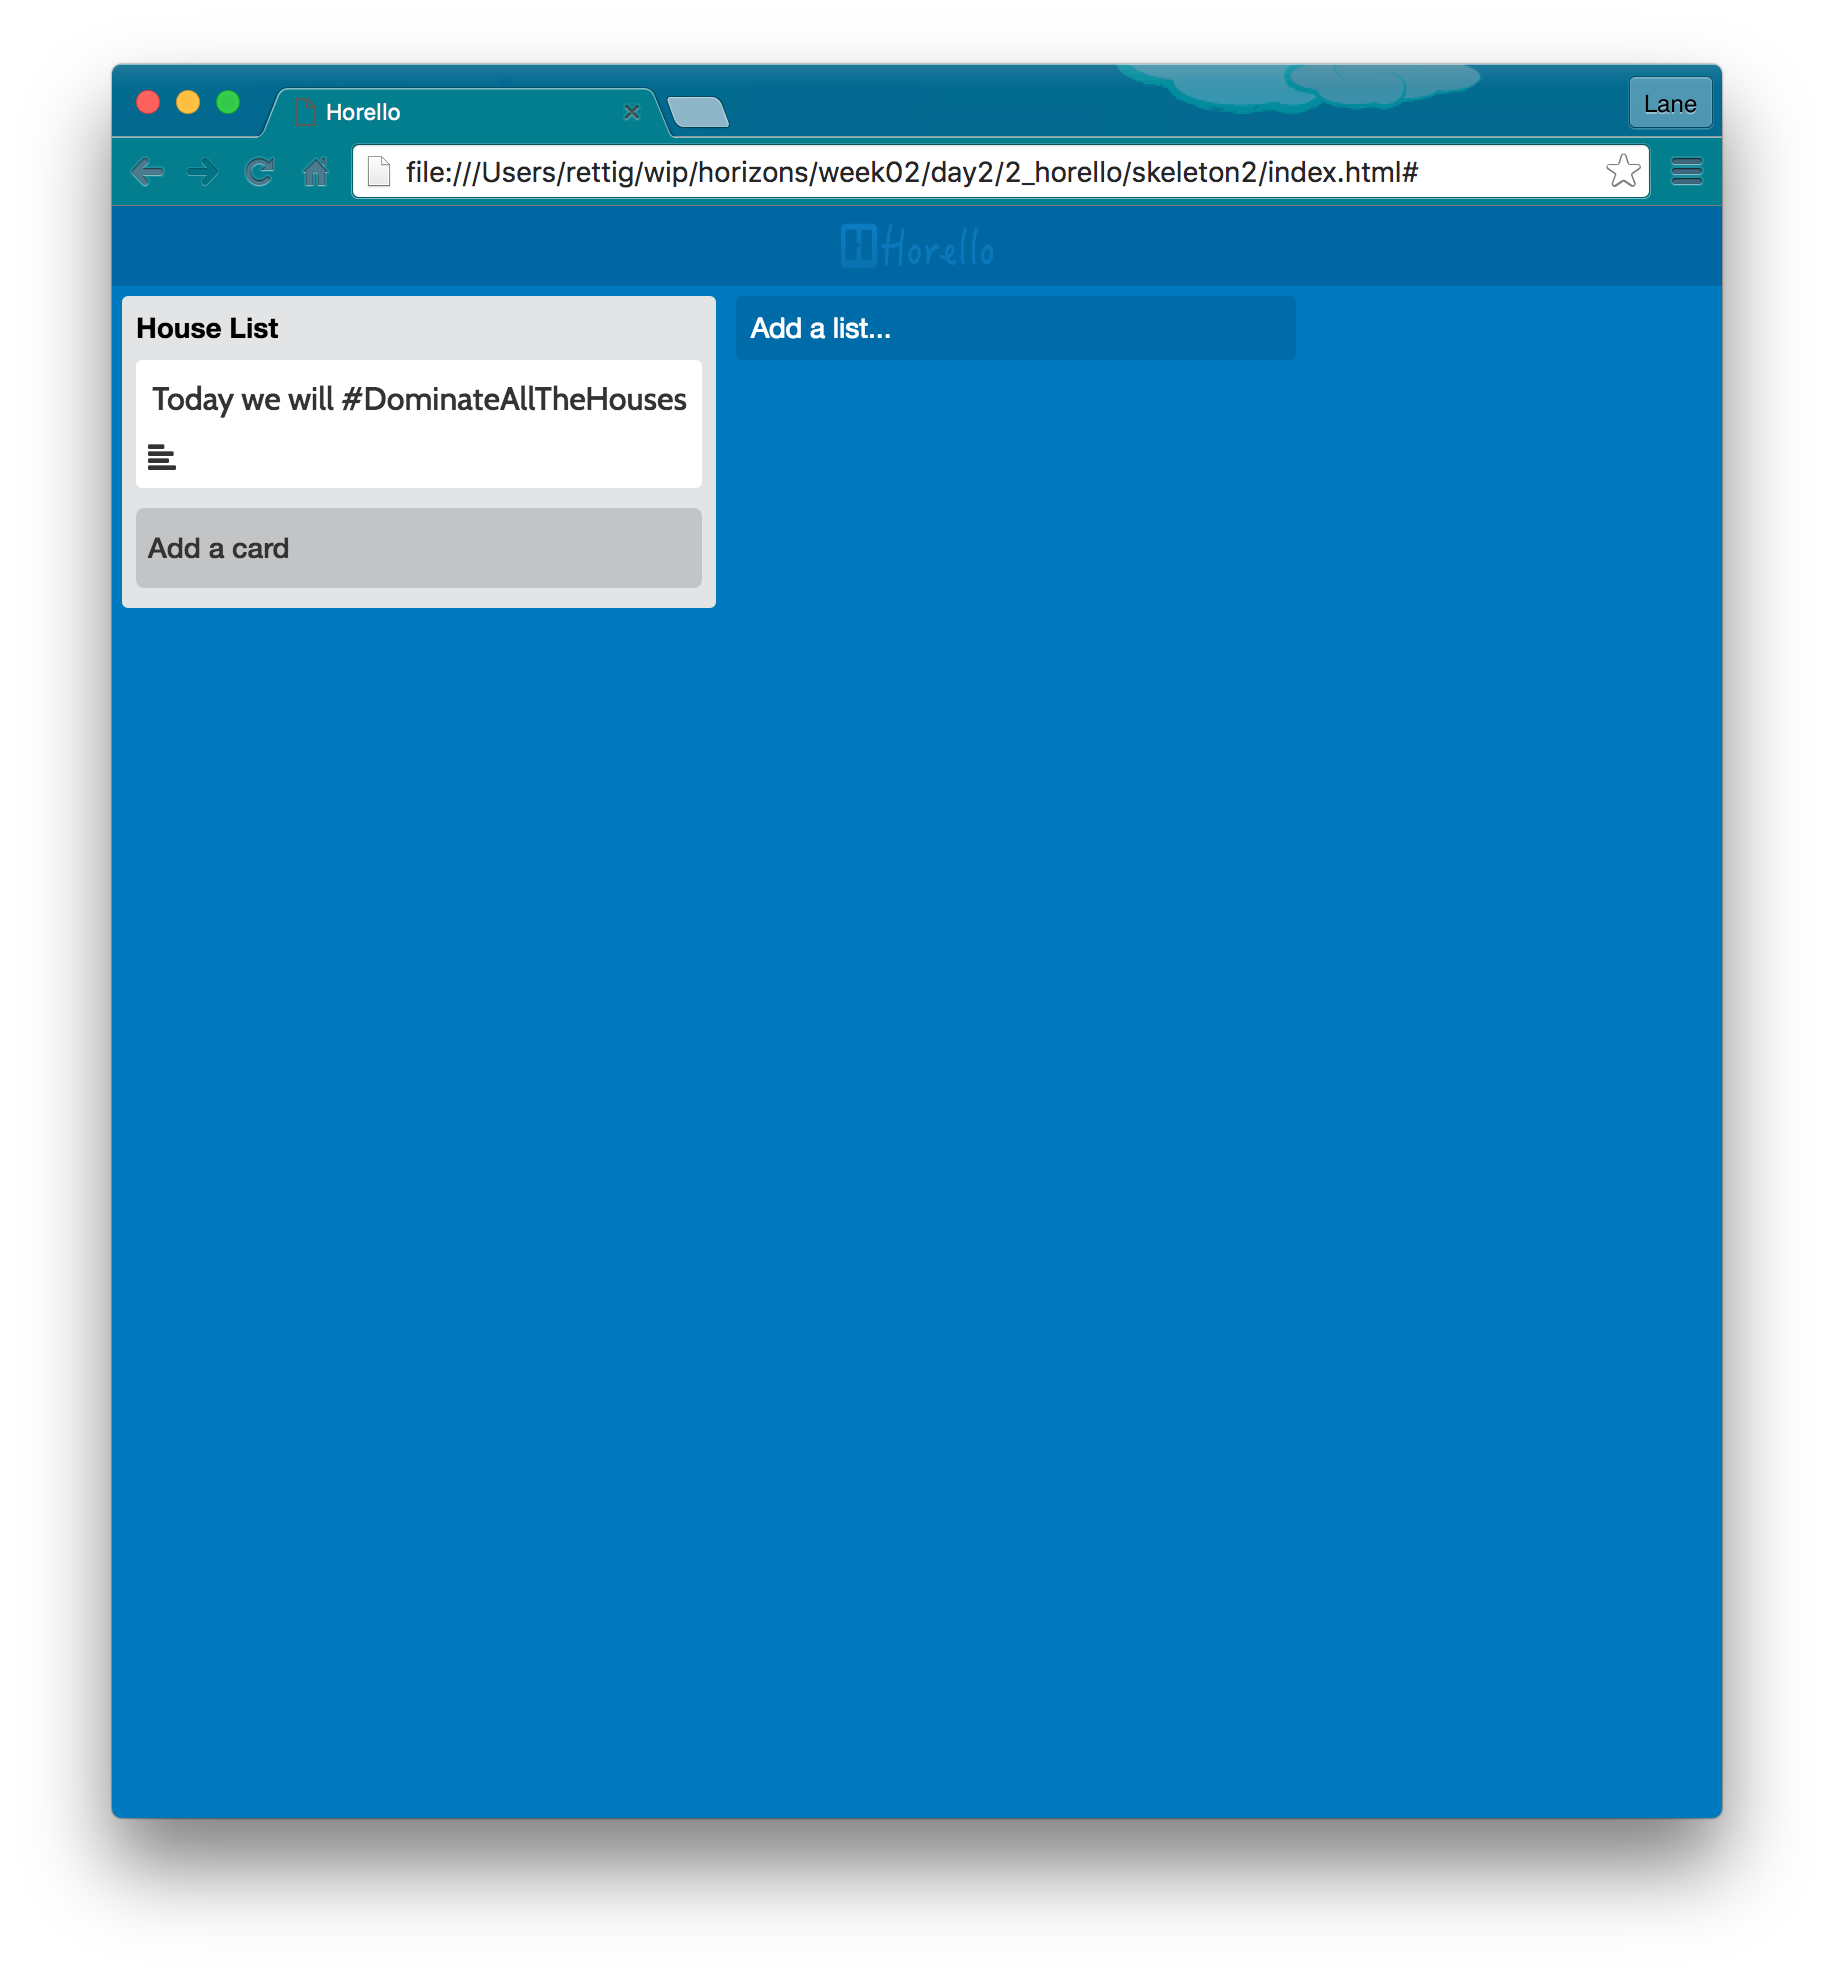 Horello
Lane
file:///Users/rettig/wip/horizons/week02/day2/2_horello/skeleton2/index.html#
Horello
House List
Add a list...
Today we will #DominateAllTheHouses
Add a card